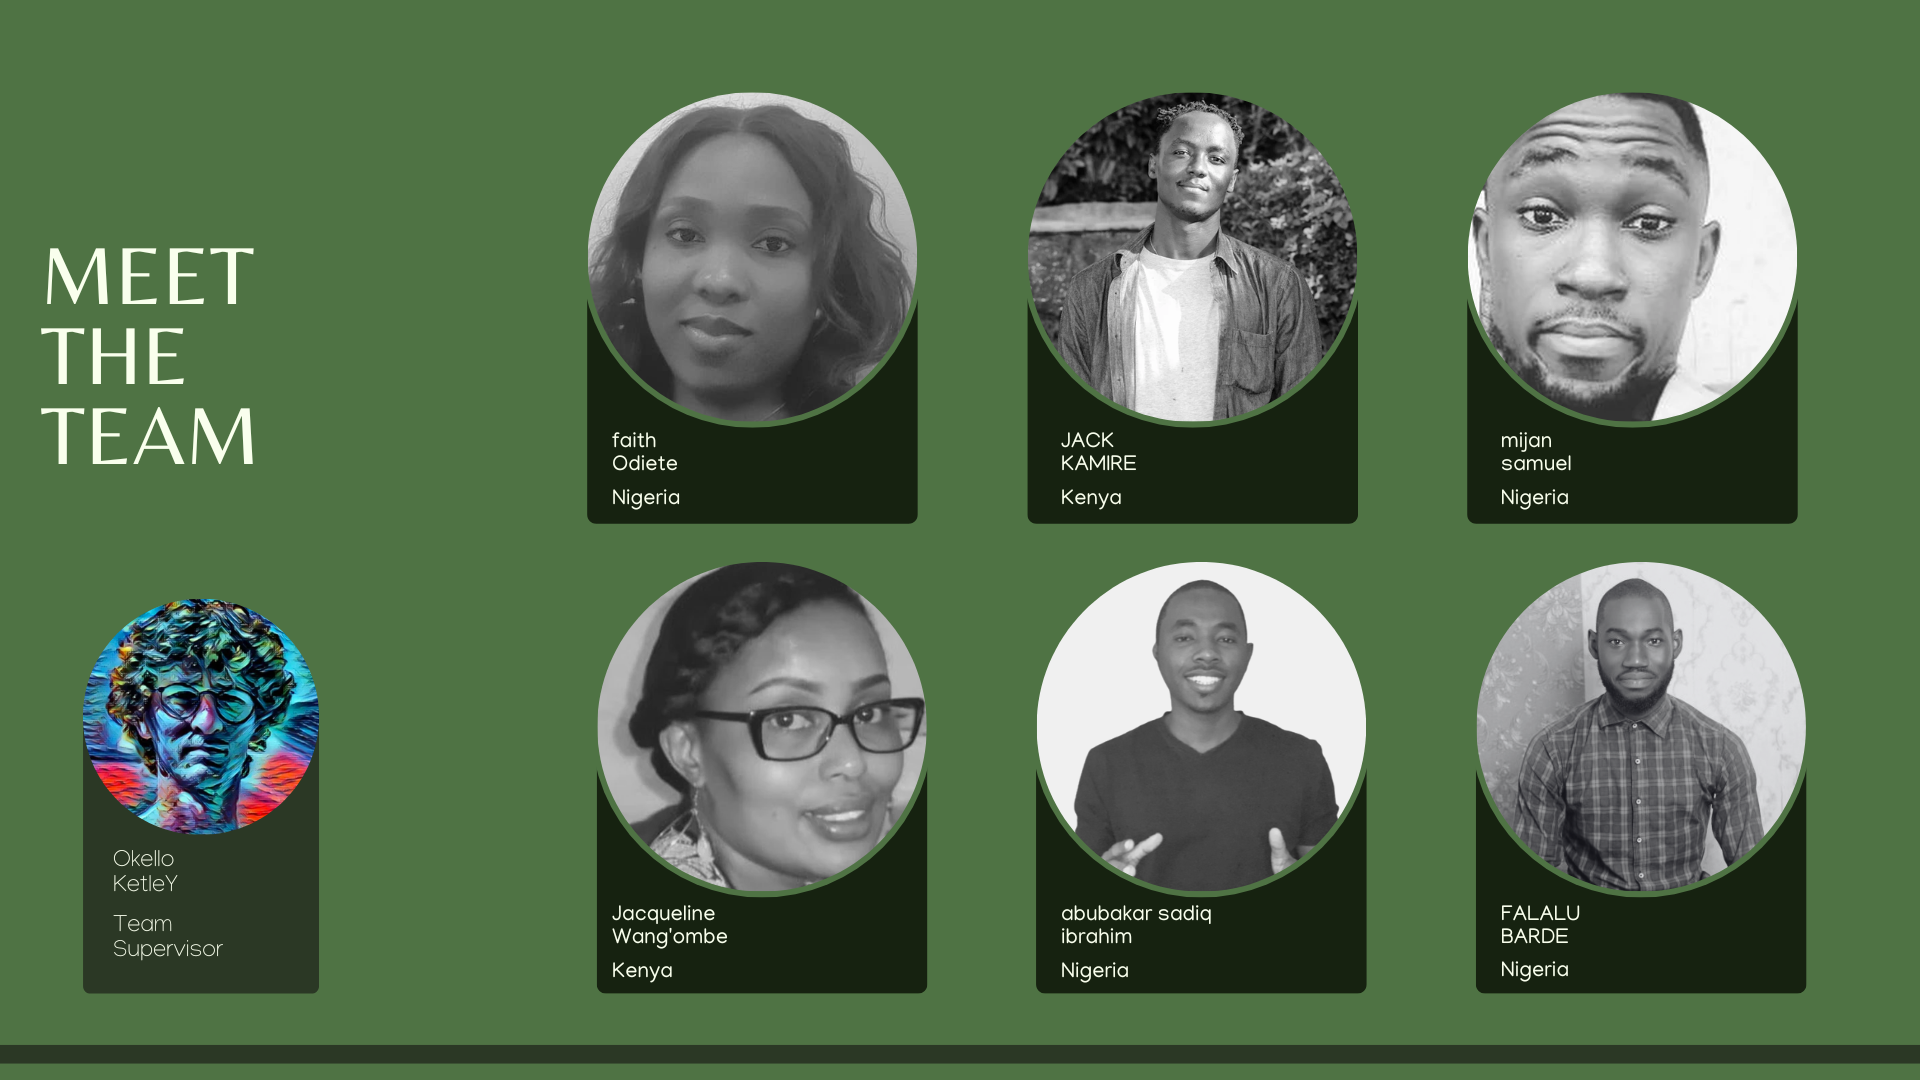 MEET
THE
TEAM
faith
Odiete
Nigeria
JACK
KAMIRE
Kenya
mijan
samuel
Nigeria
Okello
KetleY
Team
Supervisor
Jacqueline
Wang'ombe
Kenya
abubakar sadiq
ibrahim
Nigeria
FALALU
BARDE
Nigeria